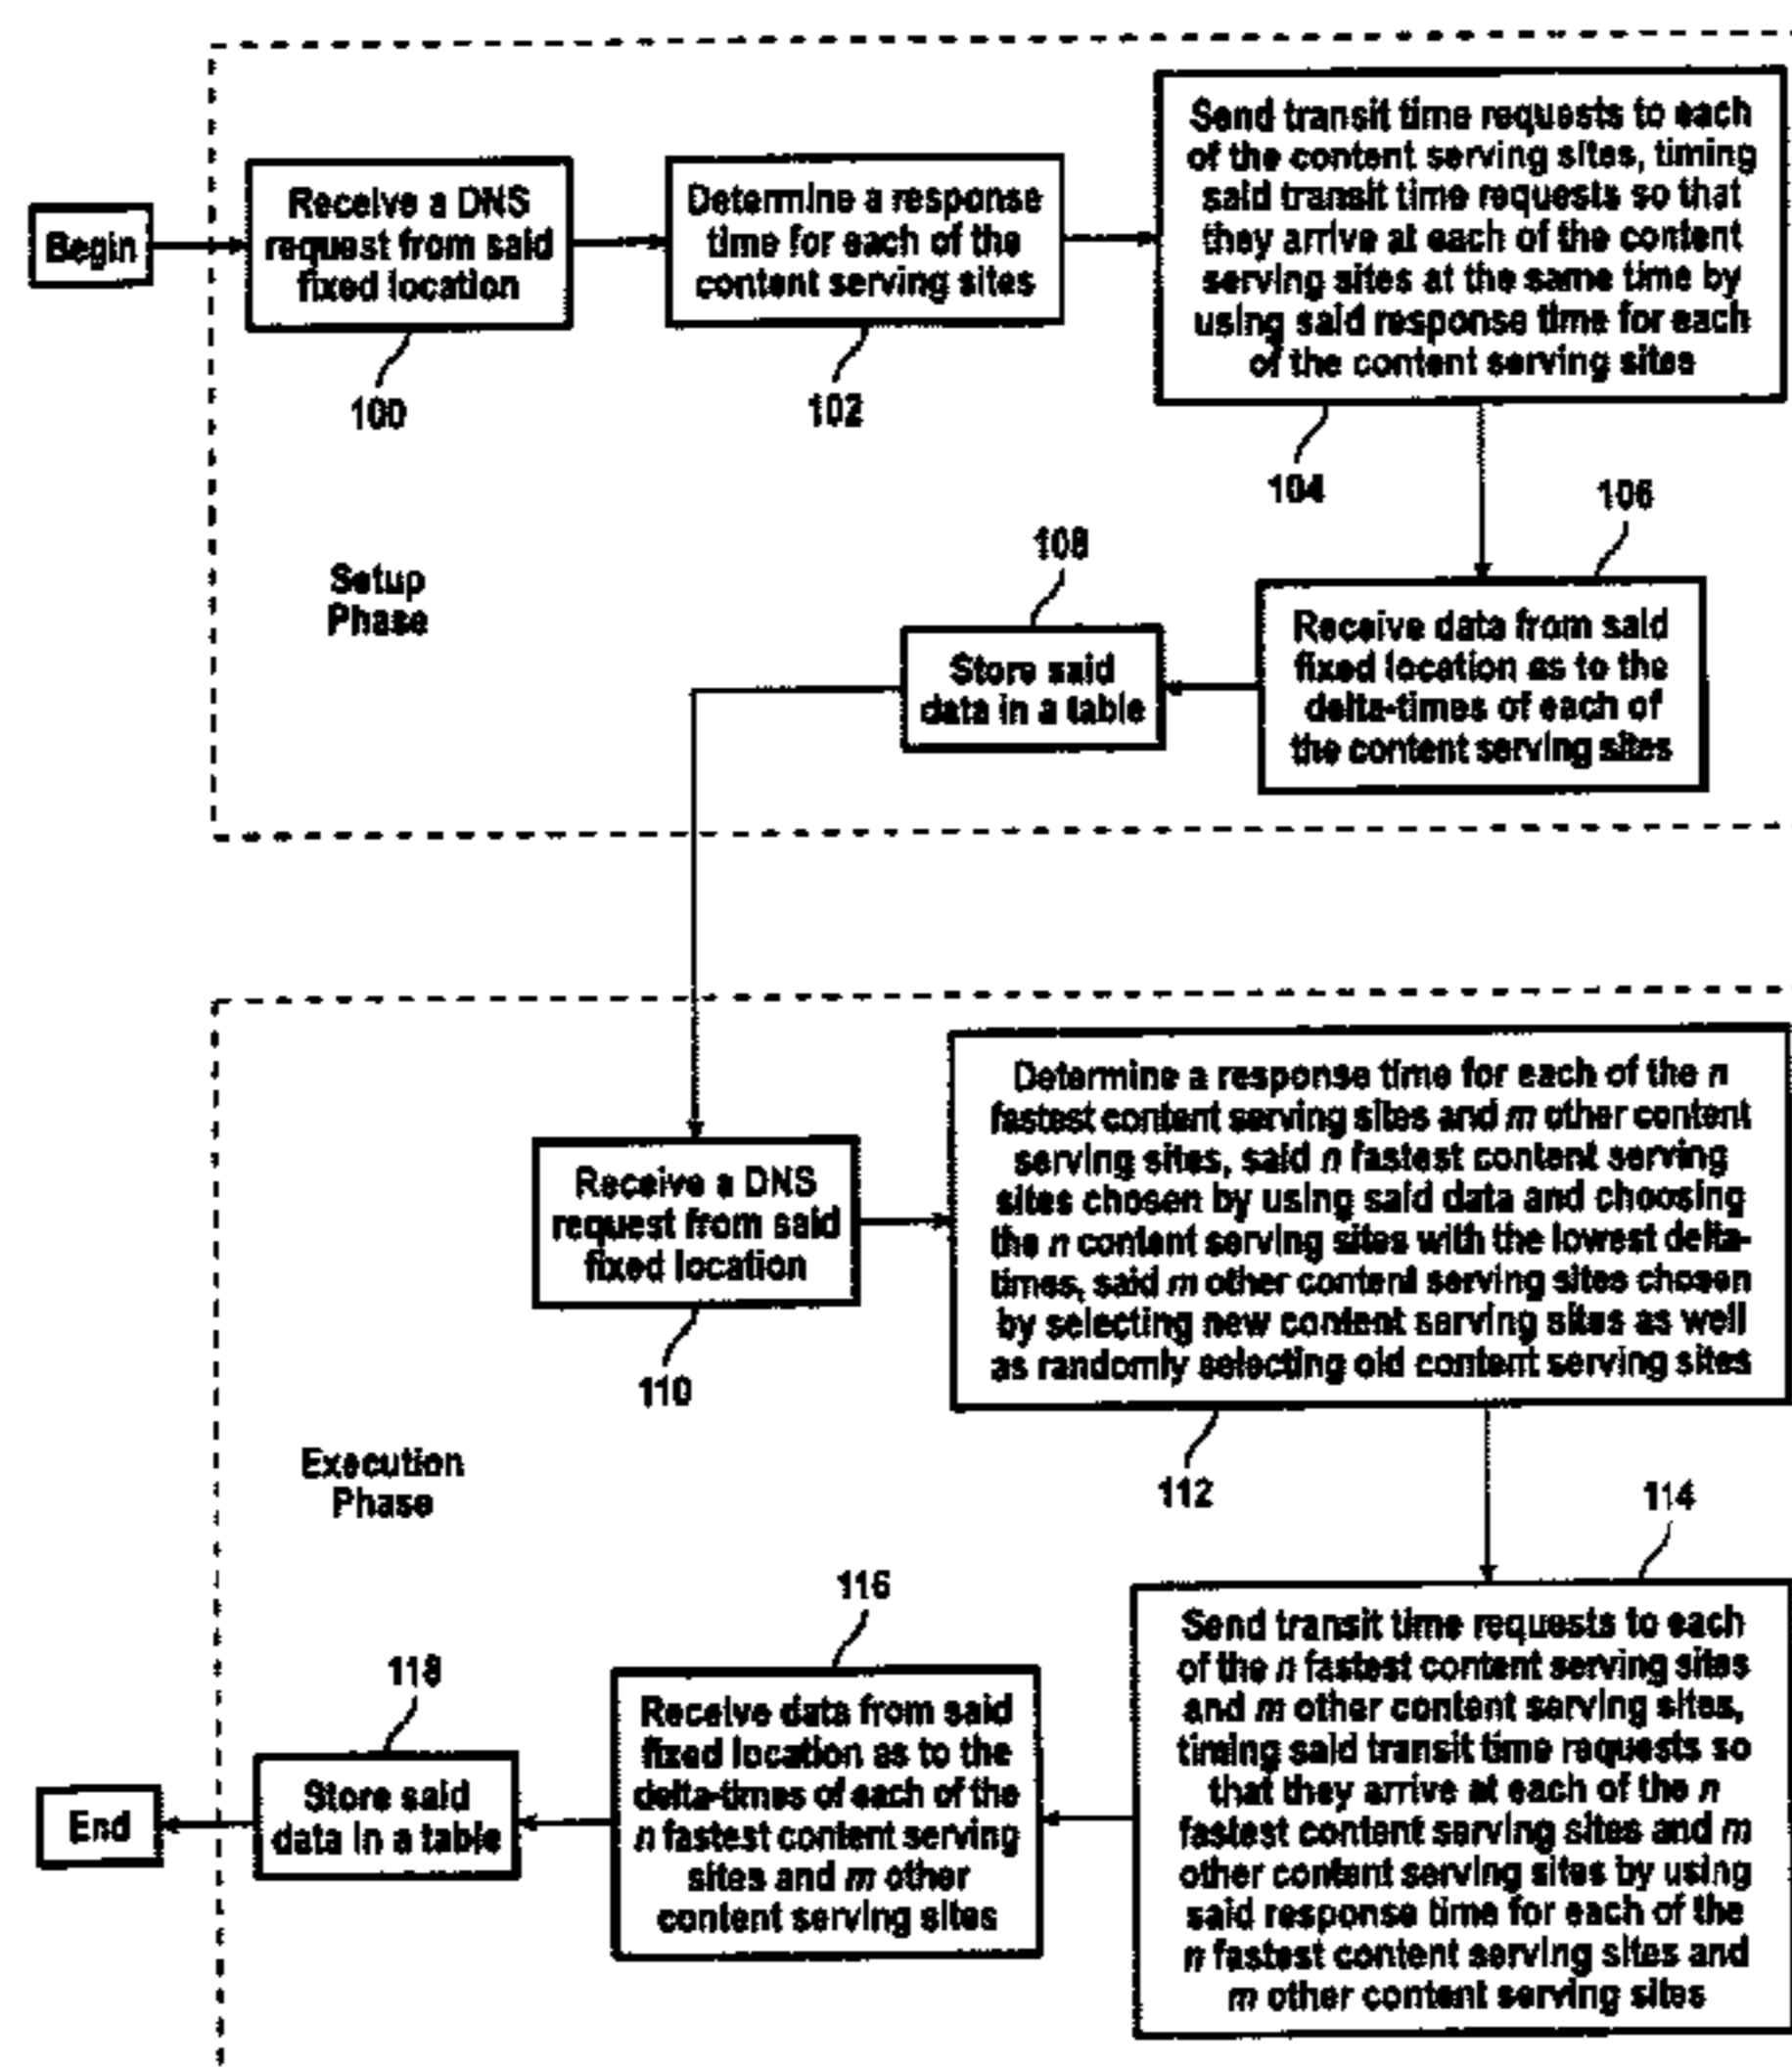 Begin
Receive a DNS
request from said
fixed location
100
Determine a response
time for each of the
content serving sites
102
Send transit time requests to each
of the content serving sites, timing
said transit time requests so that
they arrive at each of the content
serving sites at the same time by
using said response time for each
of the content serving sites
104
106
Receive data from said
fixed location as to the
delta-times of each of
the content serving sites
108
Store said
data in a table
Setup
Phase
Receive a DNS
request from said
fixed location
110
Determine a response time for each of the n
fastest content serving sites and m other content
serving sites, said n fastest content serving
sites chosen by using said data and choosing
the n content serving sites with the lowest delta-
times, said m other content serving sites chosen
by selecting new content serving sites as well
as randomly selecting old content serving sites
112
Execution
Phase
114
Send transit time requests to each
of the n fastest content serving sites
and m other content serving sites,
timing said transit time requests so
that they arrive at each of the n
fastest content serving sites and m
other content serving sites by using
said response time for each of the
n fastest content serving sites and
m other content serving sites
116
Receive data from said
fixed location as to the
delta-times of each of the
n fastest content serving
sites and m other
content serving sites
118
Store said
data in a table
End